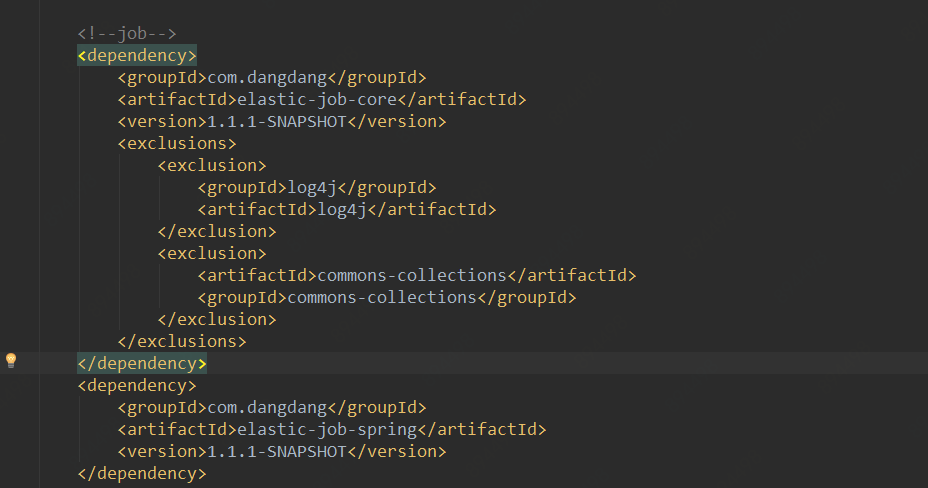 <!--job-->
<dependency>
<groupId>com.dangdang</groupId>
<artifactId>elastic-job-core</artifactId>
<version>1.1.1-SNAPSHOT</version>
<exclusions>
<exclusion>
<groupId>log4j</groupId>
<artifactId>log4j</artifactId>
</exclusion>
<exclusion>
<artifactId>commons-collections</artifactId>
<groupId>commons-collections</groupId>
</exclusion>
</exclusions>
</dependency>
<dependency>
<groupId>com.dangdang</groupId>
<artifactId>elastic-job-spring</artifactId>
<version>1.1.1-SNAPSHOT</version>
</dependency>